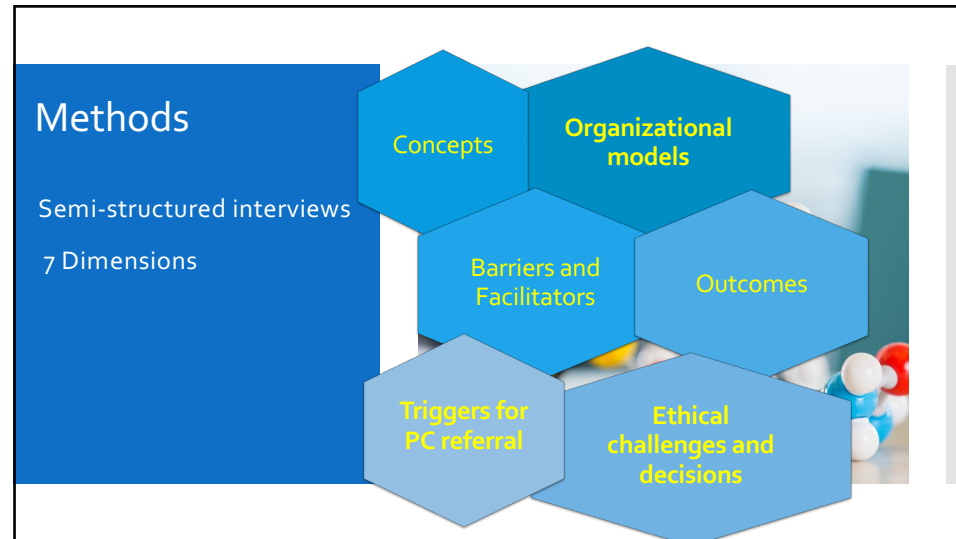 Methods
Semi-structured interviews
7 Dimensions
Concepts
Organizational
models
Barriers and
Facilitators
Outcomes
Triggers for
PC referral
Ethical
challenges and
decisions